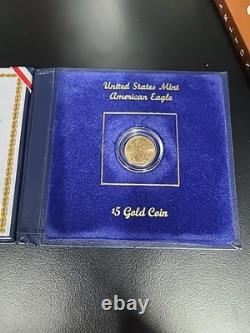 United States Mint
American Eagle
$5 Gold Coin